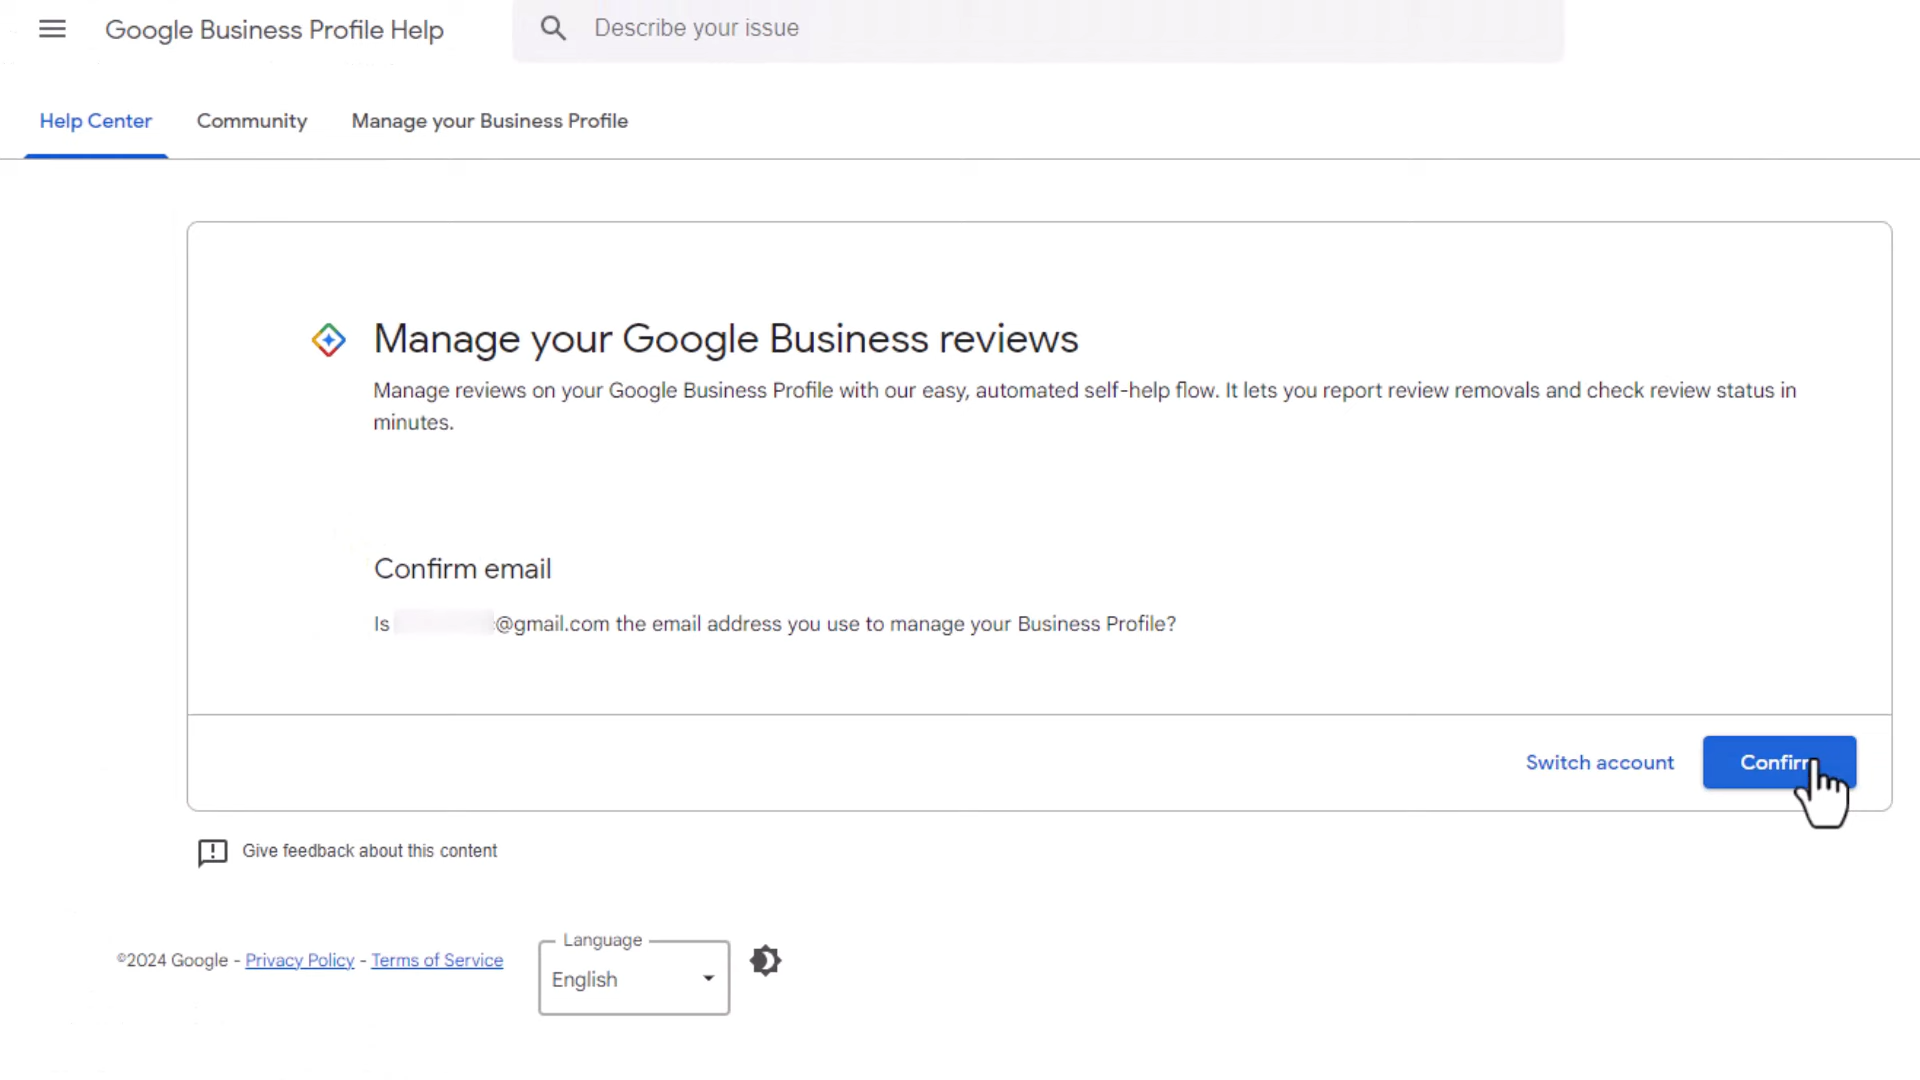 Google Business Profile Help
Describe your issue
Help Center
Community
Manage your Business Profile
Manage your Google Business reviews
Manage reviews on your Google Business Profile with our easy, automated self-help flow. It lets you report review removals and check review status in
minutes.
Confirm email
Is @gmail.com the email address you use to manage your Business Profile?
Switch account
Confirm
Give feedback about this content
©2024 Google - Privacy Policy - Terms of Service
Language
English